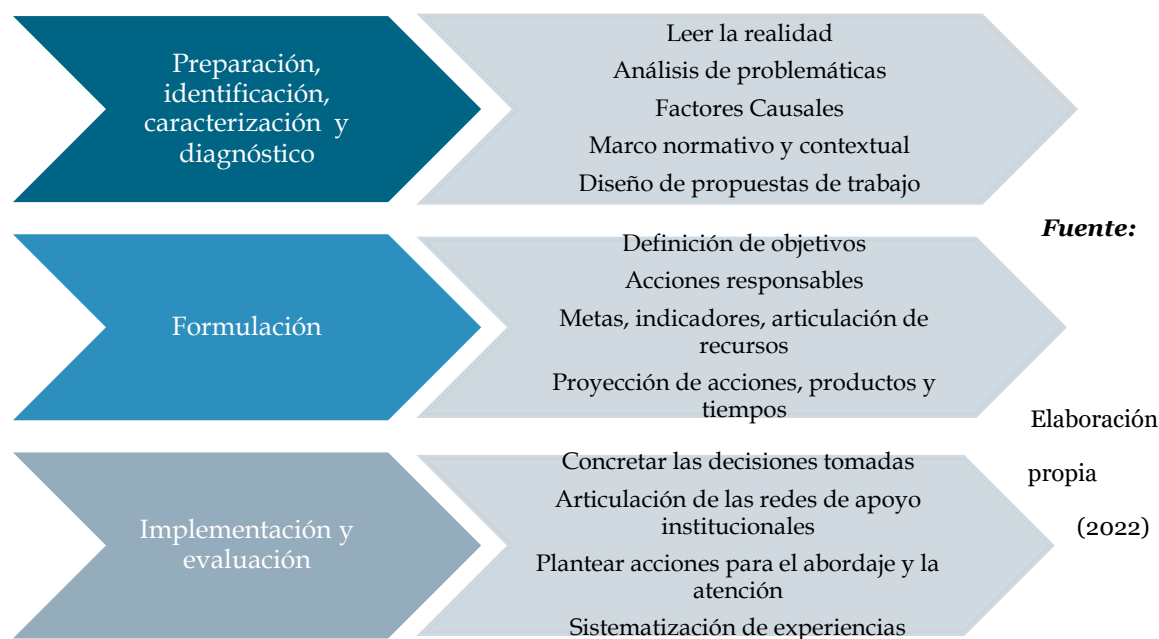 Preparación,
identificación,
caracterización y
diagnóstico
Leer la realidad
Análisis de problemáticas
Factores Causales
Marco normativo y contextual
Diseño de propuestas de trabajo
Fuente:
Formulación
Definición de objetivos
Acciones responsables
Metas, indicadores, articulación de
recursos
Proyección de acciones, productos y
tiempos
Elaboración
propia
(2022)
Implementación y
evaluación
Concretar las decisiones tomadas
Articulación de las redes de apoyo
institucionales
Plantear acciones para el abordaje y la
atención
Sistematización de experiencias